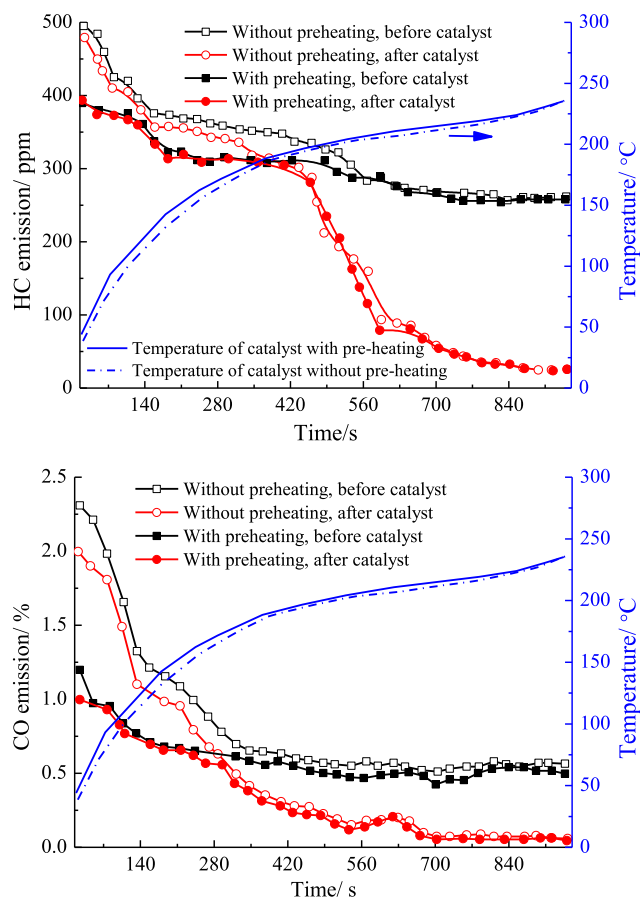 500
400
300
200
100
0
HC emission/ ppm
Without preheating, before catalyst
Without preheating, after catalyst
With preheating, before catalyst
With preheating, after catalyst
Temperature of catalyst with pre-heating
Temperature of catalyst without pre-heating
300
250
200
150
100
50
0
Temperature/ °C
140 280 420 560 700 840
Time/s
2.5
2.0
1.5
1.0
0.5
0.0
CO emission/ %
Without preheating, before catalyst
Without preheating, after catalyst
With preheating, before catalyst
With preheating, after catalyst
300
250
200
150
100
50
0
Temperature/ °C
140 280 420 560 700 840
Time/ s